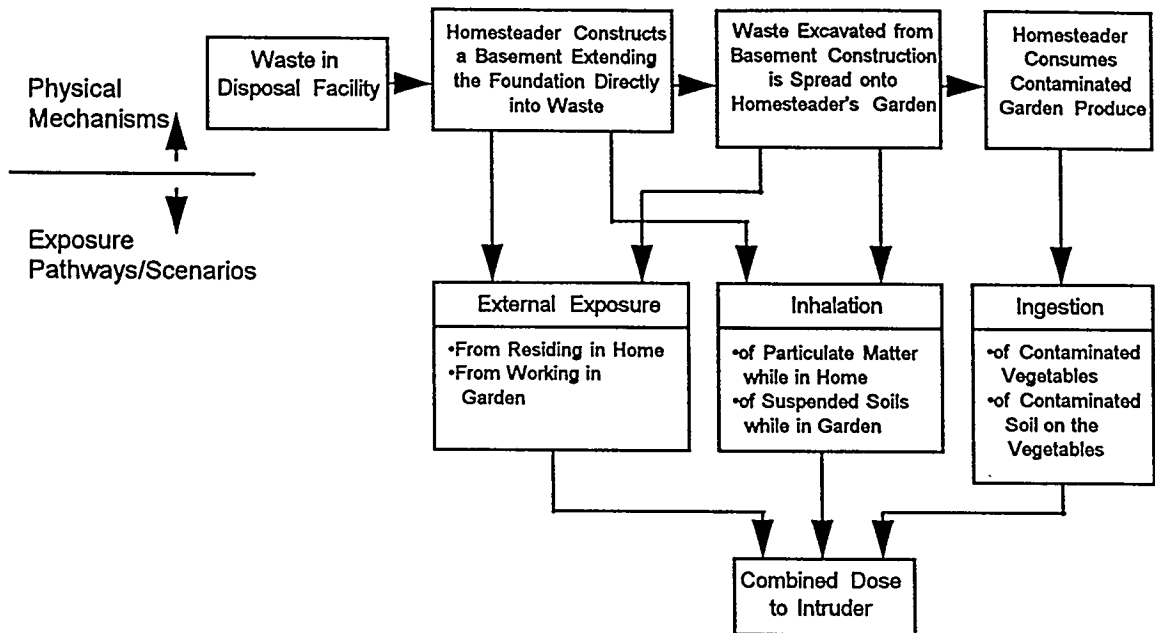 Physical
Mechanisms
Exposure
Pathways/Scenarios
Waste in
Disposal Facility
Homesteader Constructs
a Basement Extending
the Foundation Directly
into Waste
Waste Excavated from
Basement Construction
is Spread onto
Homesteader's Garden
Homesteader
Consumes
Contaminated
Garden Produce
External Exposure
•From Residing in Home
•From Working in
Garden
Inhalation
•of Particulate Matter
while in Home
•of Suspended Soils
while in Garden
Ingestion
•of Contaminated
Vegetables
•of Contaminated
Soil on the
Vegetables
Combined Dose
to Intruder